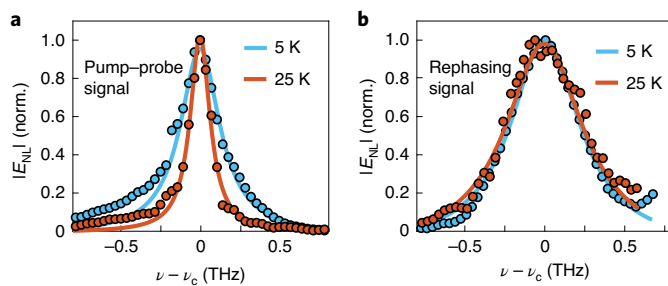 a
Pump–probe
signal
5 K
25 K
|E_NL| (norm.)
1.0
0.8
0.6
0.4
0.2
0
–0.5
0
0.5
ν – ν_c (THz)
b
Rephasing
signal
5 K
25 K
|E_NL| (norm.)
1.0
0.8
0.6
0.4
0.2
0
–0.5
0
0.5
ν – ν_c (THz)